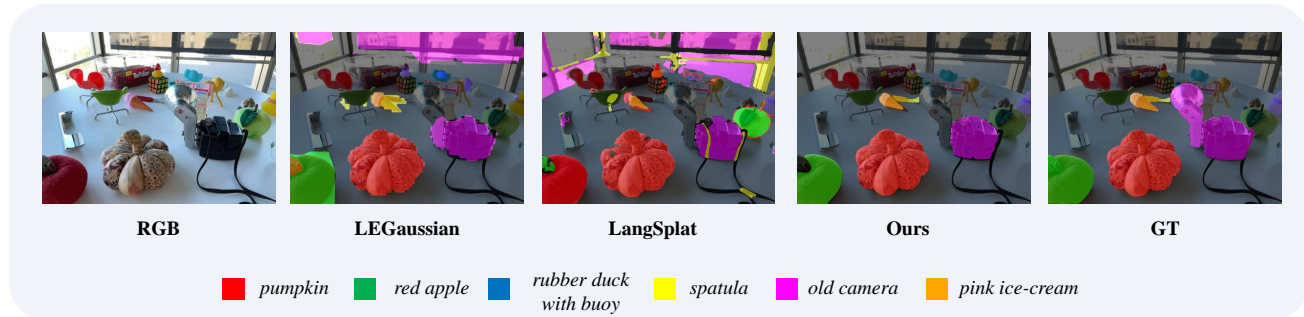 RGB
LEGaussian
LangSplat
Ours
GT
pumpkin
red apple
rubber duck
with buoy
spatula
old camera
pink ice-cream